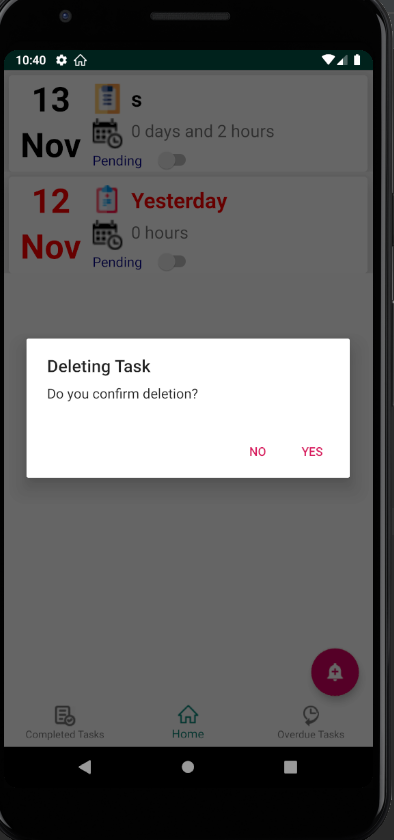 10:40
13
Nov
s
0 days and 2 hours
Pending
12
Nov
Yesterday
0 hours
Pending
Deleting Task
Do you confirm deletion?
NO YES
Completed Tasks Home Overdue Tasks